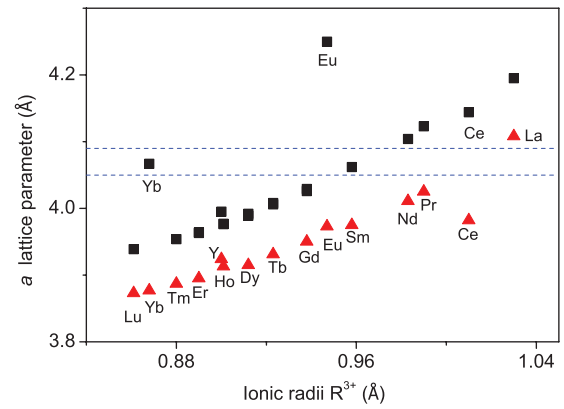 Eu
4.2
Ce
La
Yb
4.0
Pr
Nd
Ce
Y
Eu
Sm
Gd
Tb
Dy
Ho
Er
Tm
Yb
Lu
3.8
0.88
0.96
1.04
a lattice parameter (Å)
Ionic radii R3+ (Å)